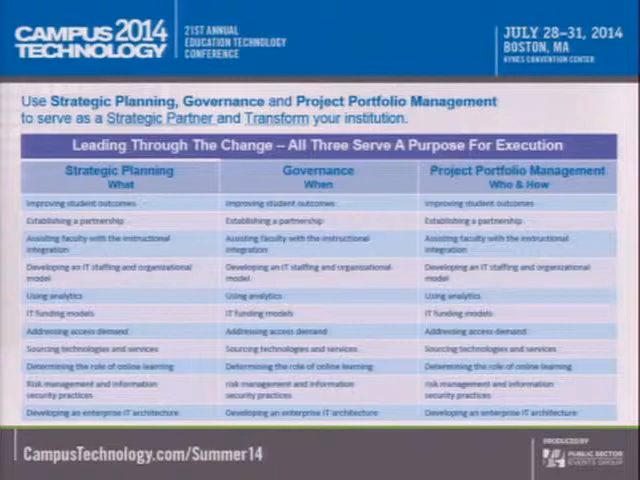 CAMPUS 2014
TECHNOLOGY
21ST ANNUAL
EDUCATION TECHNOLOGY
CONFERENCE
JULY 28–31, 2014
BOSTON, MA
HYNES CONVENTION CENTER
Use Strategic Planning, Governance and Project Portfolio Management
to serve as a Strategic Partner and Transform your institution.
Leading Through The Change – All Three Serve A Purpose For Execution
Strategic Planning Governance Project Portfolio Management
What When Who & How
Improving student outcomes Improving student outcomes Improving student outcomes
Establishing a partnership Establishing a partnership Establishing a partnership
Assisting faculty with the instructional Assisting faculty with the instructional Assisting faculty with the instructional
integration integration integration
Developing an IT staffing and organizational Developing an IT staffing and organizational Developing an IT staffing and organizational
model model model
Using analytics Using analytics Using analytics
IT funding models IT funding models IT funding models
Addressing access demand Addressing access demand Addressing access demand
Sourcing technologies and services Sourcing technologies and services Sourcing technologies and services
Determining the role of online learning Determining the role of online learning Determining the role of online learning
Risk management and information risk management and information risk management and information
security practices security practices security practices
Developing an enterprise IT architecture Developing an enterprise IT architecture Developing an enterprise IT architecture
CampusTechnology.com/Summer14
PRODUCED BY
PUBLIC SECTOR
EVENTS GROUP